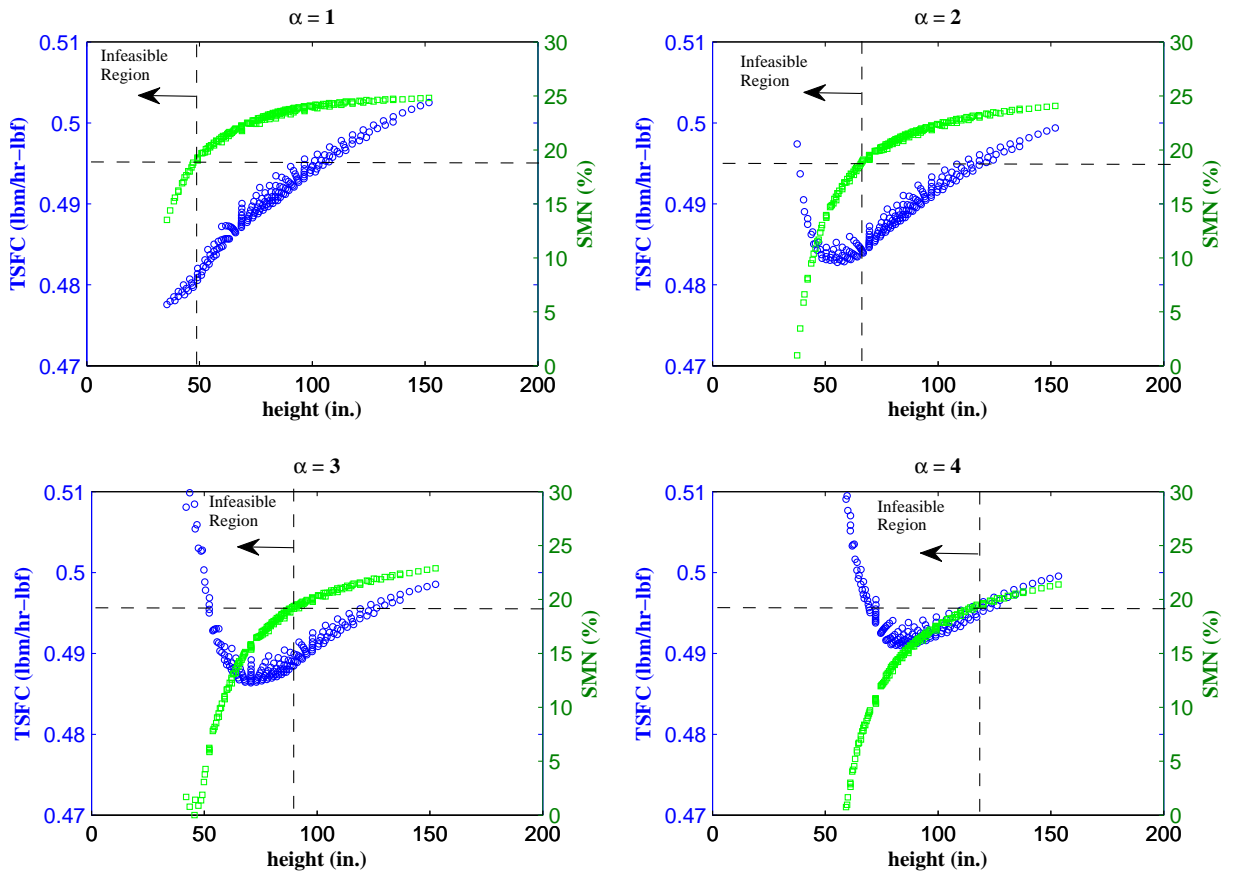 α = 1
0.51
0.5
0.49
0.48
0.47
TSFC (lbm/hr−lbf)
Infeasible
Region
30
25
20
15
10
5
0
SMN (%)
0 50 100 150 200
height (in.)
α = 2
0.51
0.5
0.49
0.48
0.47
TSFC (lbm/hr−lbf)
Infeasible
Region
30
25
20
15
10
5
0
SMN (%)
0 50 100 150 200
height (in.)
α = 3
0.51
0.5
0.49
0.48
0.47
TSFC (lbm/hr−lbf)
Infeasible
Region
30
25
20
15
10
5
0
SMN (%)
0 50 100 150 200
height (in.)
α = 4
0.51
0.5
0.49
0.48
0.47
TSFC (lbm/hr−lbf)
Infeasible
Region
30
25
20
15
10
5
0
SMN (%)
0 50 100 150 200
height (in.)